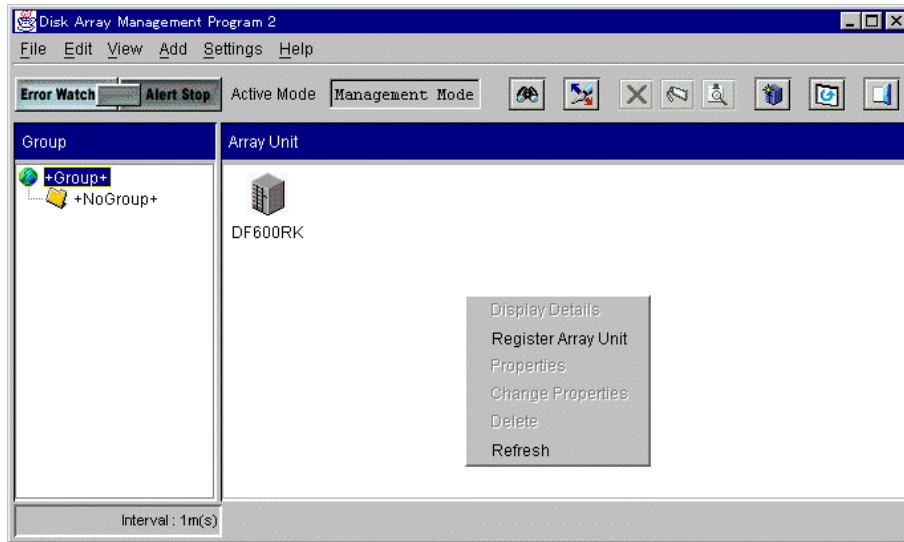 Disk Array Management Program 2
File Edit View Add Settings Help
Error Watch Alert Stop Active Mode Management Mode
Group
Array Unit
+Group+
+NoGroup+
DF600RK
Display Details
Register Array Unit
Properties
Change Properties
Delete
Refresh
Interval : 1m(s)